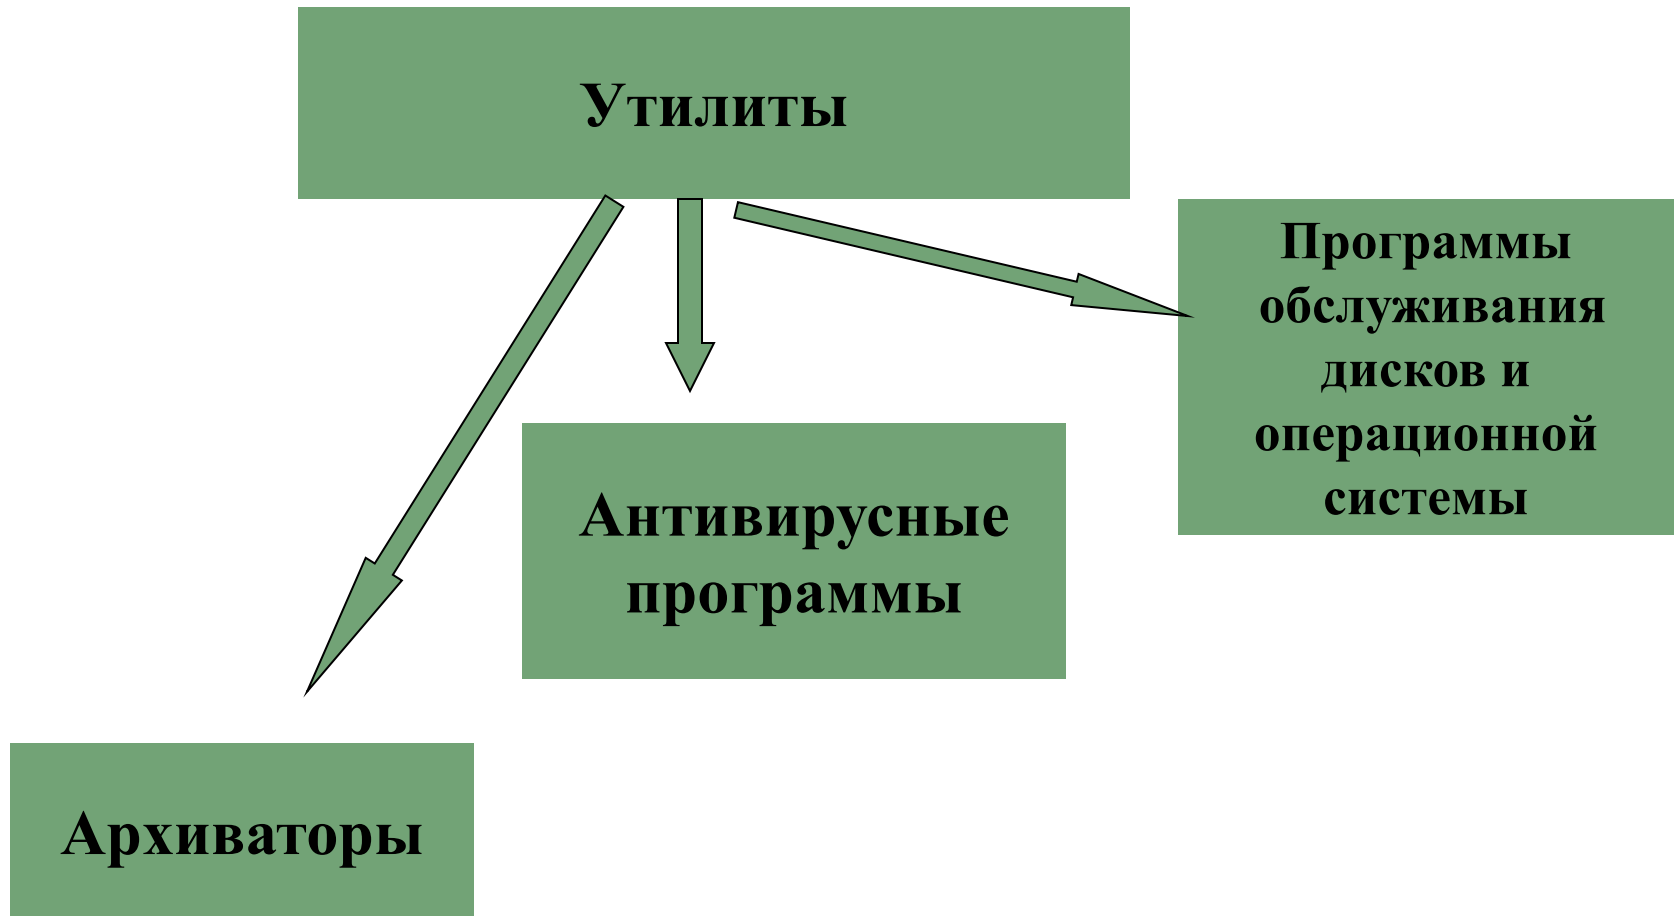 Утилиты
Программы
обслуживания
дисков и
операционной
системы
Антивирусные
программы
Архиваторы